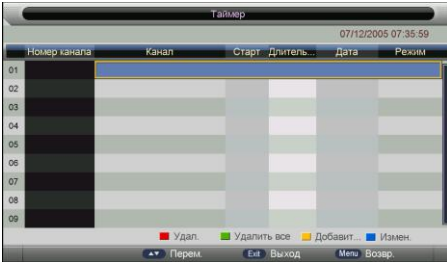 Таймер
07/12/2005 07:35:59
Номер канала Канал Старт Длитель... Дата Режим
01
02
03
04
05
06
07
08
09
Удал. Удалить все Добавит... Измен.
▲▼ Перем. Exit Выход Menu Возвр.